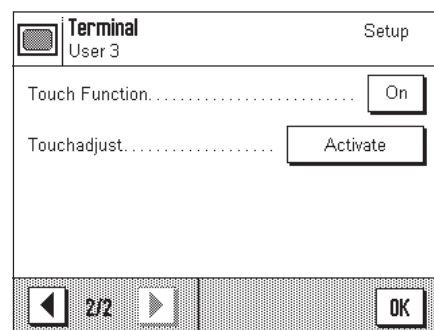 Terminal
Setup
User 3
Touch Function.......................... On
Touchadjust................... Activate
2/2
OK